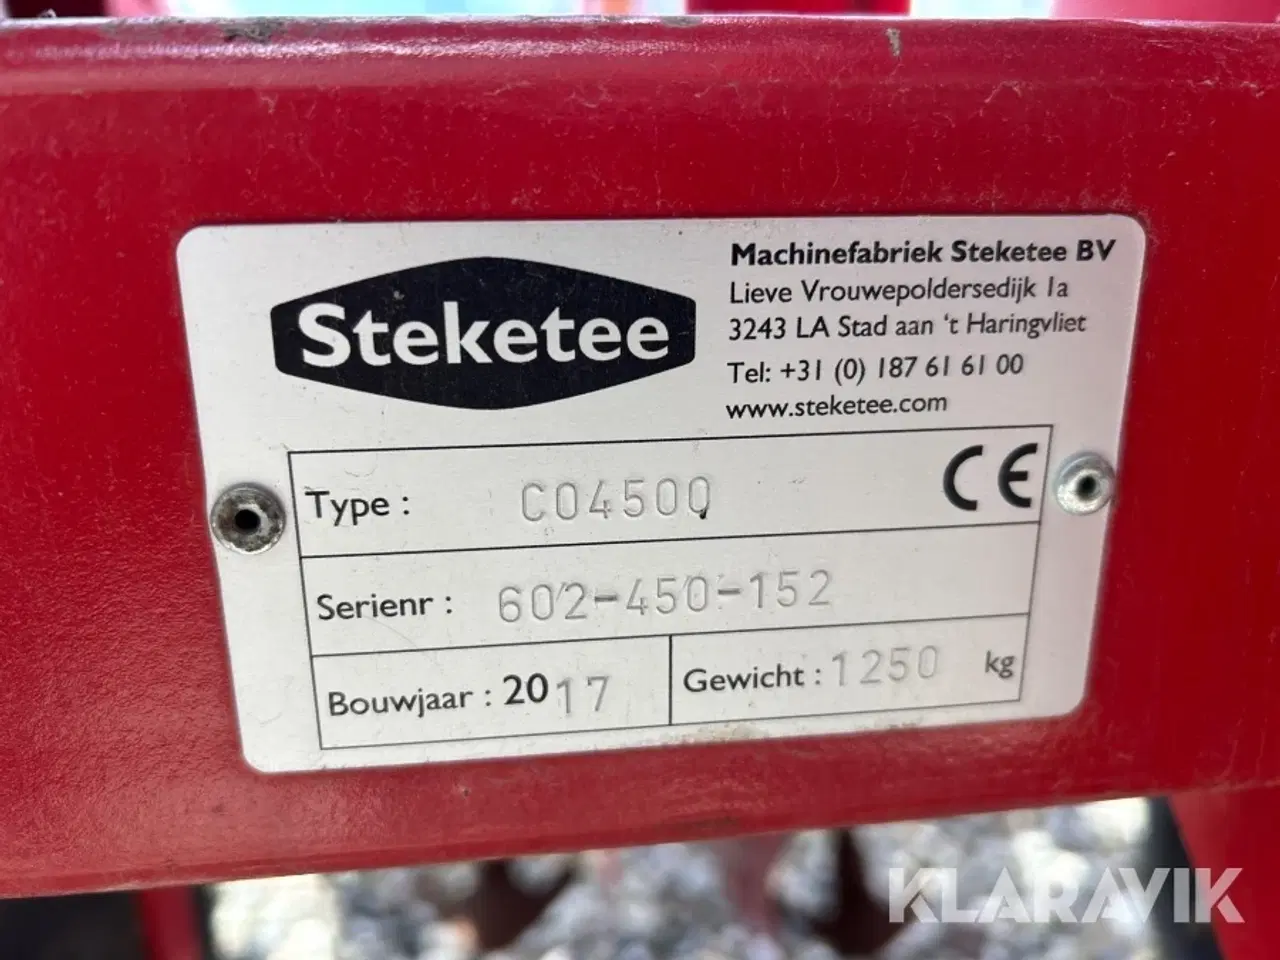 Steketee
Machinefabriek Steketee BV
Lieve Vrouwepoldersedijk 1a
3243 LA Stad aan 't Haringvliet
Tel: +31 (0) 187 61 61 00
www.steketee.com
Type : CO4500 CE
Serienr : 602-450-152
Bouwjaar : 2017 Gewicht : 1250 kg
KLARAVIK